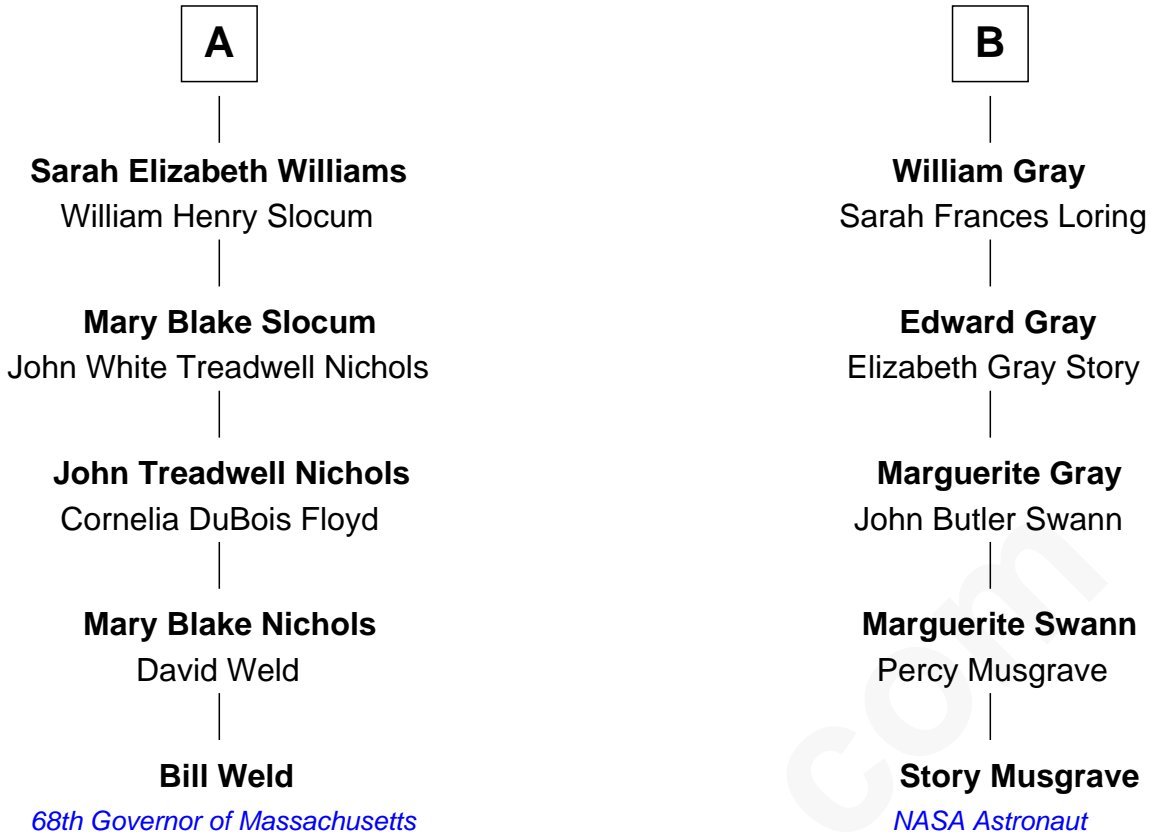 A
Sarah Elizabeth Williams
William Henry Slocum
Mary Blake Slocum
John White Treadwell Nichols
John Treadwell Nichols
Cornelia DuBois Floyd
Mary Blake Nichols
David Weld
Bill Weld
68th Governor of Massachusetts
B
William Gray
Sarah Frances Loring
Edward Gray
Elizabeth Gray Story
Marguerite Gray
John Butler Swann
Marguerite Swann
Percy Musgrave
Story Musgrave
NASA Astronaut
com